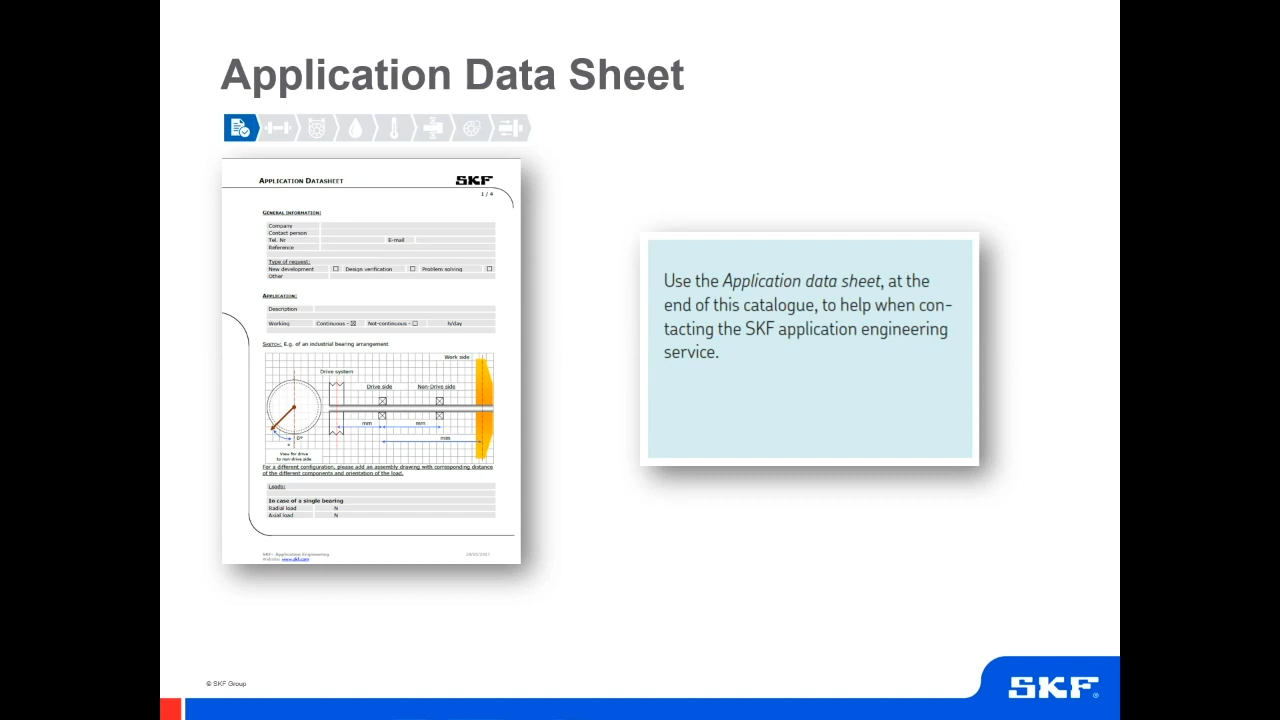 Application Data Sheet
APPLICATION DATASHEET
SKF
1 / 4
GENERAL INFORMATION:
Company
Contact person
Tel. Nr E-mail
Reference
Type of request:
New development Design verification Problem solving
Other
APPLICATION:
Description
Working Continuous - Not-continuous - h/day
SKETCH: E.g. of an industrial bearing arrangement
Work side
Drive system
Drive side Non-Drive side
mm mm
0°
mm
View for drive
to non-drive side
For a different configuration, please add an assembly drawing with corresponding distance
of the different components and orientation of the load.
Loads:
In case of a single bearing
Radial load N
Axial load N
SKF - Application Engineering
Website: www.skf.com
Use the Application data sheet, at the
end of this catalogue, to help when con-
tacting the SKF application engineering
service.
© SKF Group
SKF®